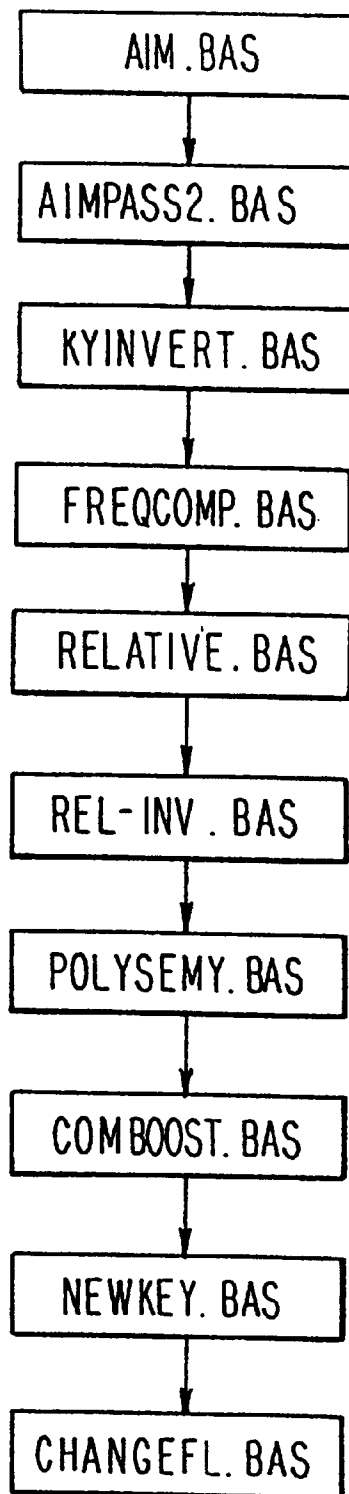 AIM.BAS
AIMPASS2.BAS
KYINVERT.BAS
FREQCOMP.BAS
RELATIVE.BAS
REL-INV.BAS
POLYSEMY.BAS
COMBOOST.BAS
NEWKEY.BAS
CHANGEFL.BAS